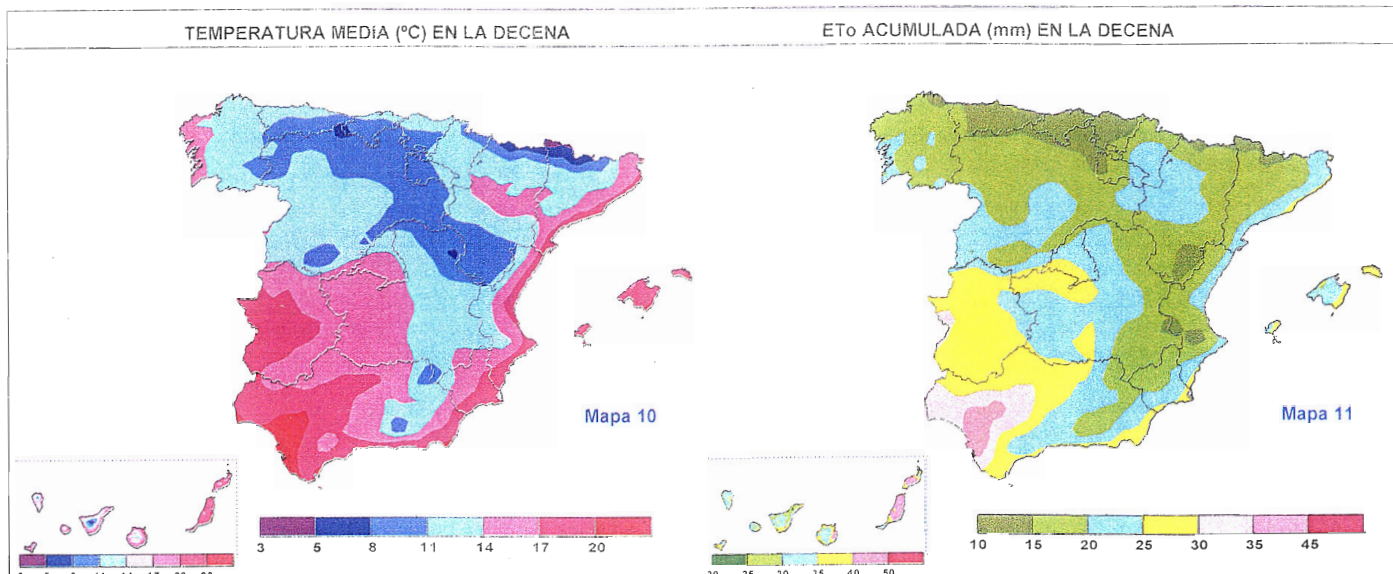 TEMPERATURA MEDIA (ºC) EN LA DECENA
ETo ACUMULADA (mm) EN LA DECENA
Mapa 10
Mapa 11
3 5 8 11 14 17 20
10 15 20 25 30 35 45